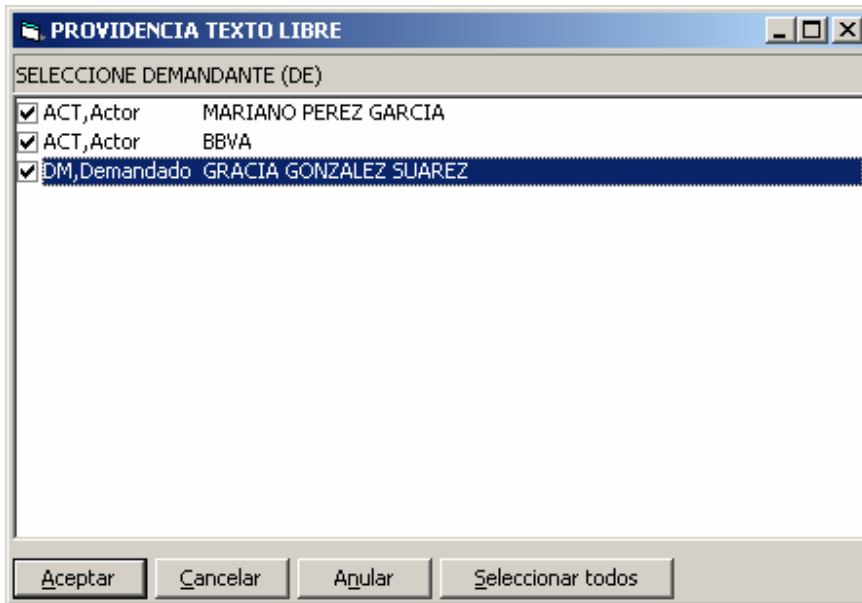 PROVIDENCIA TEXTO LIBRE
SELECCIONE DEMANDANTE (DE)
ACT,Actor MARIANO PEREZ GARCIA
ACT,Actor BBVA
DM,Demandado GRACIA GONZALEZ SUAREZ
Aceptar Cancelar Anular Seleccionar todos